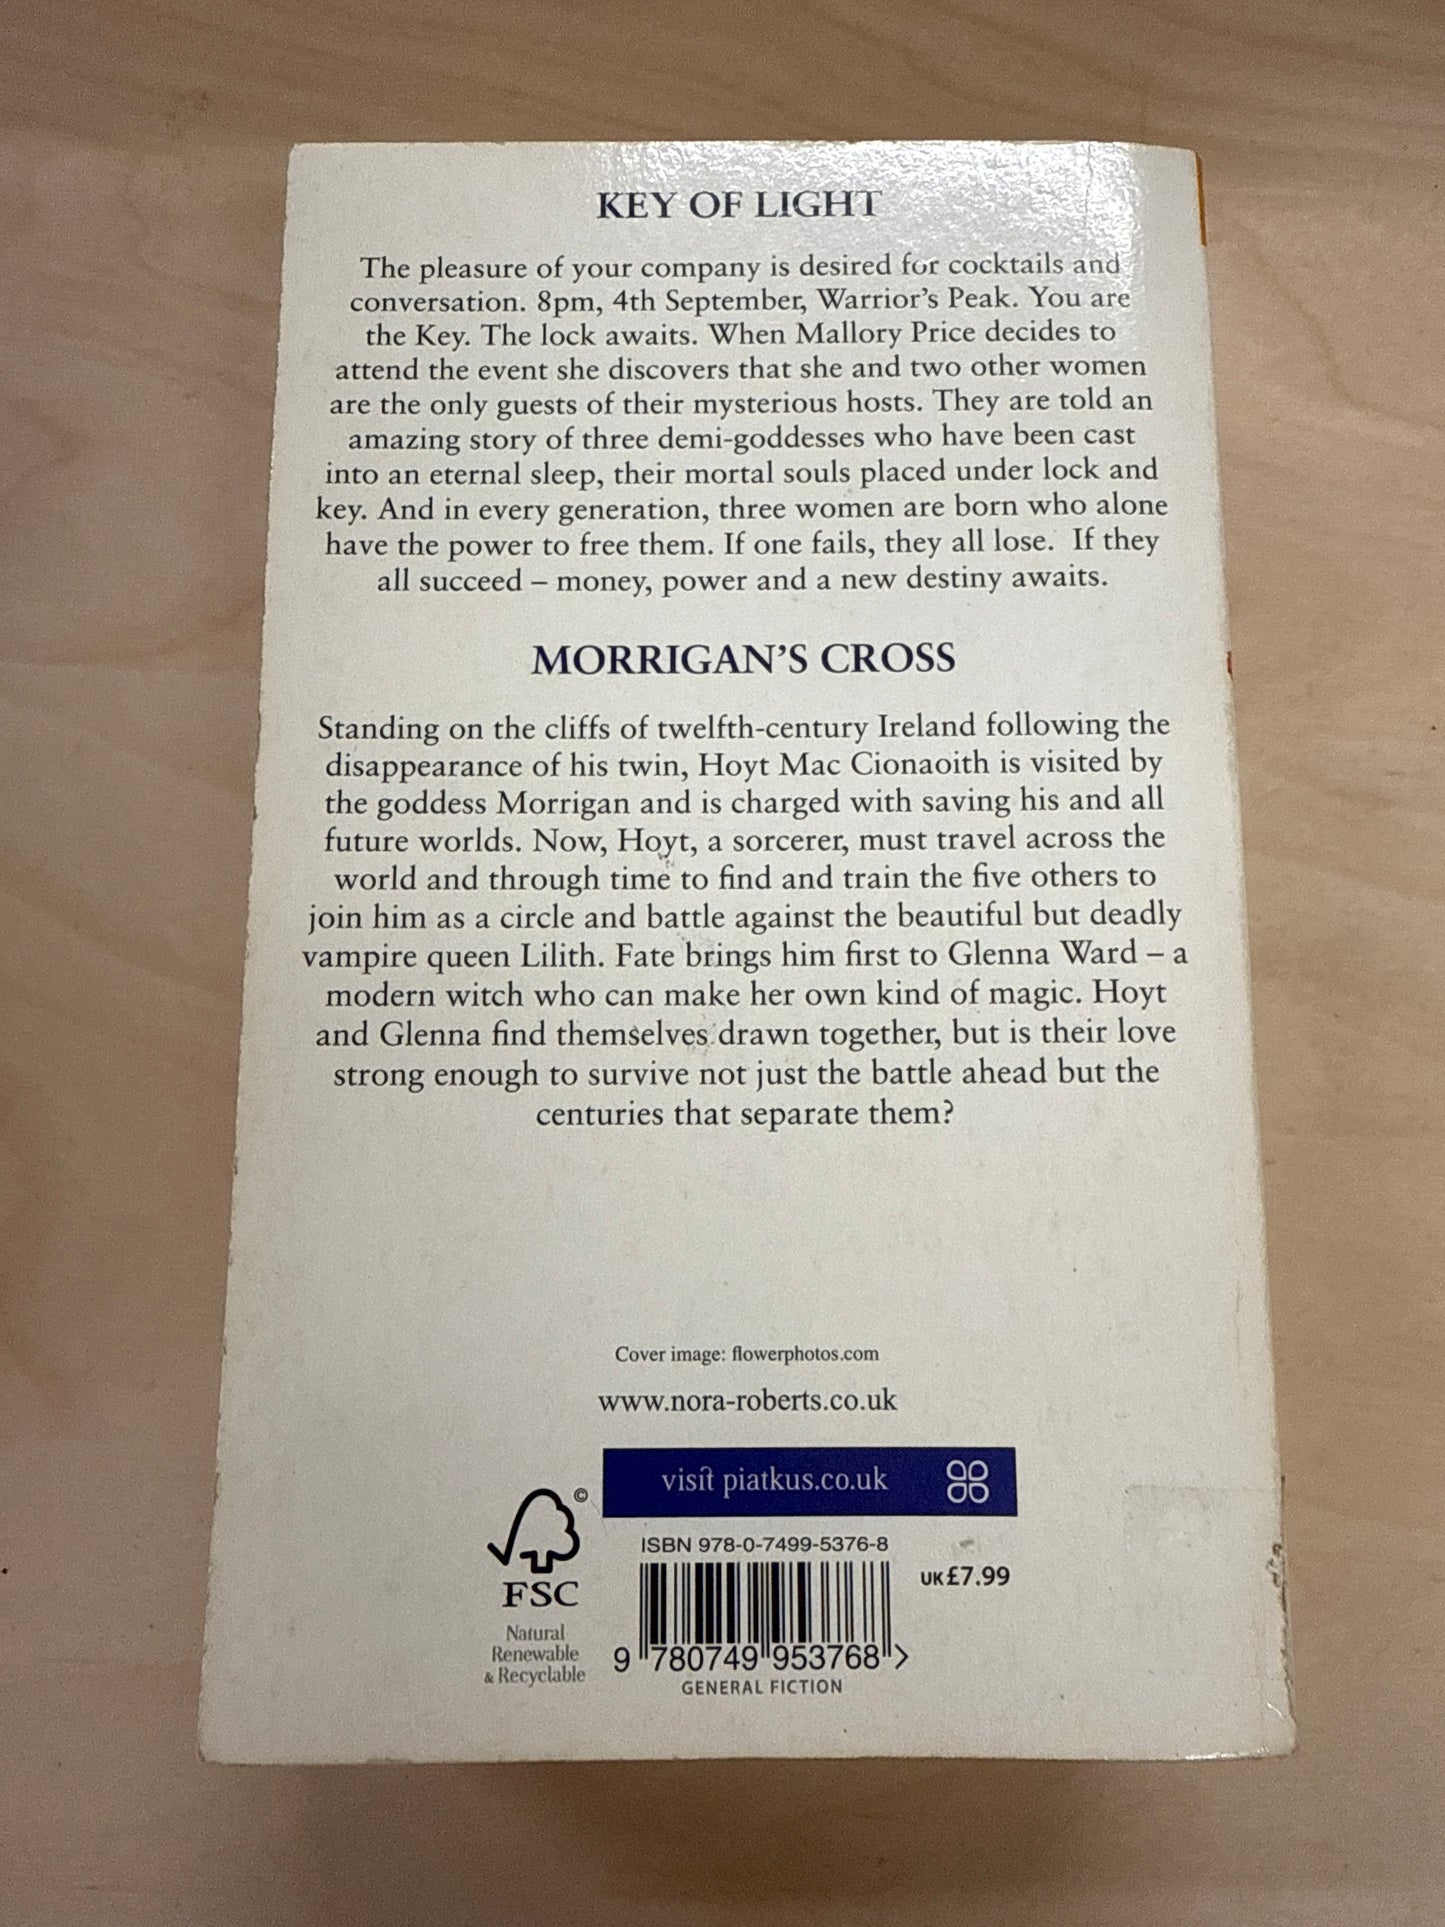 KEY OF LIGHT
The pleasure of your company is desired for cocktails and
conversation. 8pm, 4th September, Warrior's Peak. You are
the Key. The lock awaits. When Mallory Price decides to
attend the event she discovers that she and two other women
are the only guests of their mysterious hosts. They are told an
amazing story of three demi-goddesses who have been cast
into an eternal sleep, their mortal souls placed under lock and
key. And in every generation, three women are born who alone
have the power to free them. If one fails, they all lose. If they
all succeed – money, power and a new destiny awaits.
MORRIGAN'S CROSS
Standing on the cliffs of twelfth-century Ireland following the
disappearance of his twin, Hoyt Mac Cionaoith is visited by
the goddess Morrigan and is charged with saving his and all
future worlds. Now, Hoyt, a sorcerer, must travel across the
world and through time to find and train the five others to
join him as a circle and battle against the beautiful but deadly
vampire queen Lilith. Fate brings him first to Glenna Ward – a
modern witch who can make her own kind of magic. Hoyt
and Glenna find themselves drawn together, but is their love
strong enough to survive not just the battle ahead but the
centuries that separate them?
Cover image: flowerphotos.com
www.nora-roberts.co.uk
visit piatkus.co.uk
©
FSC
Natural
Renewable
& Recyclable
ISBN 978-0-7499-5376-8
UK£7.99
9 780749 953768 >
GENERAL FICTION